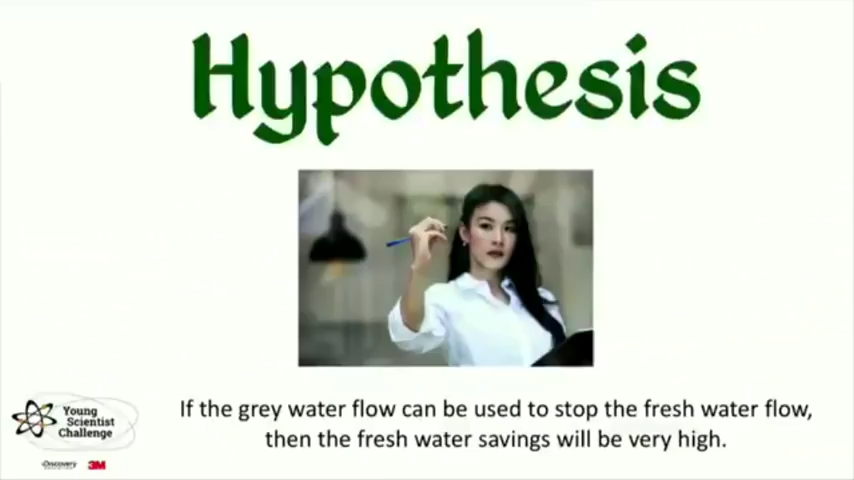 Hypothesis
If the grey water flow can be used to stop the fresh water flow,
then the fresh water savings will be very high.
Young
Scientist
Challenge
Discovery
3M